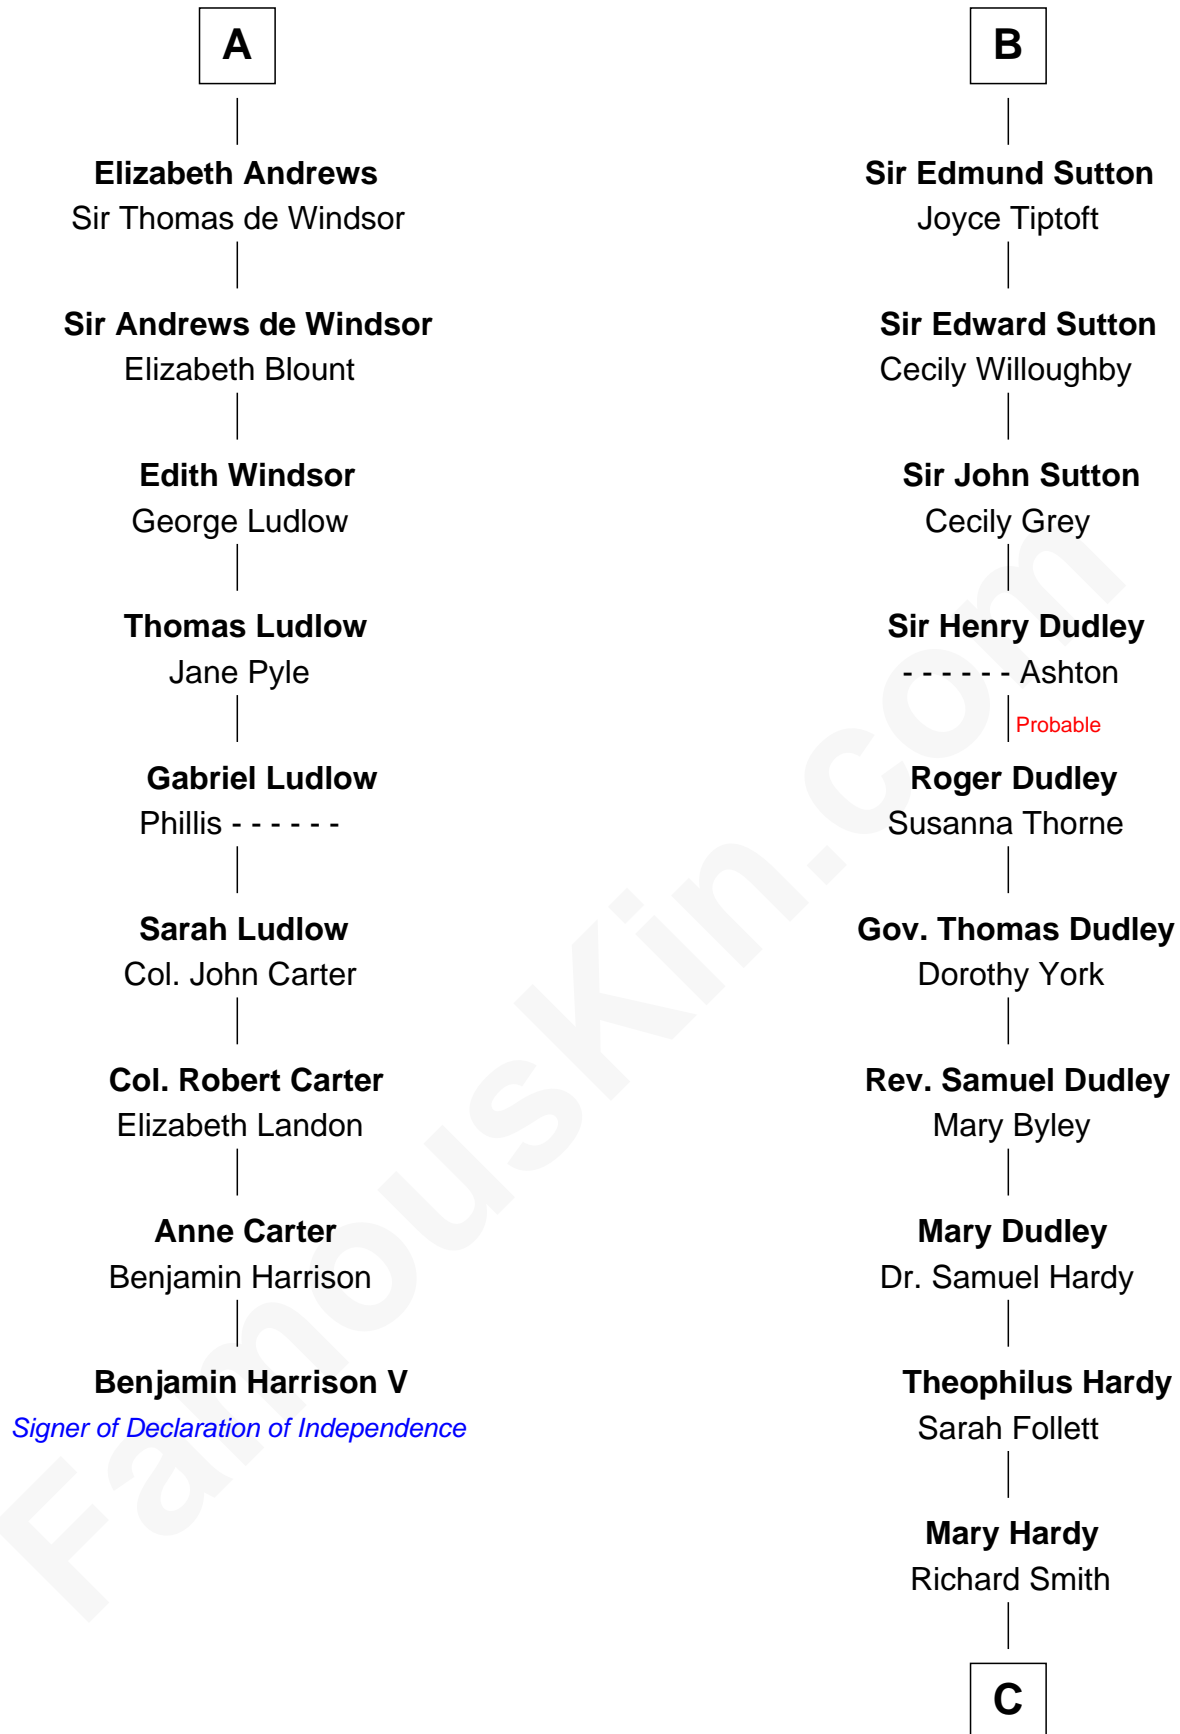 A
Elizabeth Andrews
Sir Thomas de Windsor
Sir Andrews de Windsor
Elizabeth Blount
Edith Windsor
George Ludlow
Thomas Ludlow
Jane Pyle
Gabriel Ludlow
Phillis - - - - - -
Sarah Ludlow
Col. John Carter
Col. Robert Carter
Elizabeth Landon
Anne Carter
Benjamin Harrison
Benjamin Harrison V
Signer of Declaration of Independence
B
Sir Edmund Sutton
Joyce Tiptoft
Sir Edward Sutton
Cecily Willoughby
Sir John Sutton
Cecily Grey
Sir Henry Dudley
- - - - - - Ashton
Probable
Roger Dudley
Susanna Thorne
Gov. Thomas Dudley
Dorothy York
Rev. Samuel Dudley
Mary Byley
Mary Dudley
Dr. Samuel Hardy
Theophilus Hardy
Sarah Follett
Mary Hardy
Richard Smith
C
FamousKin.com